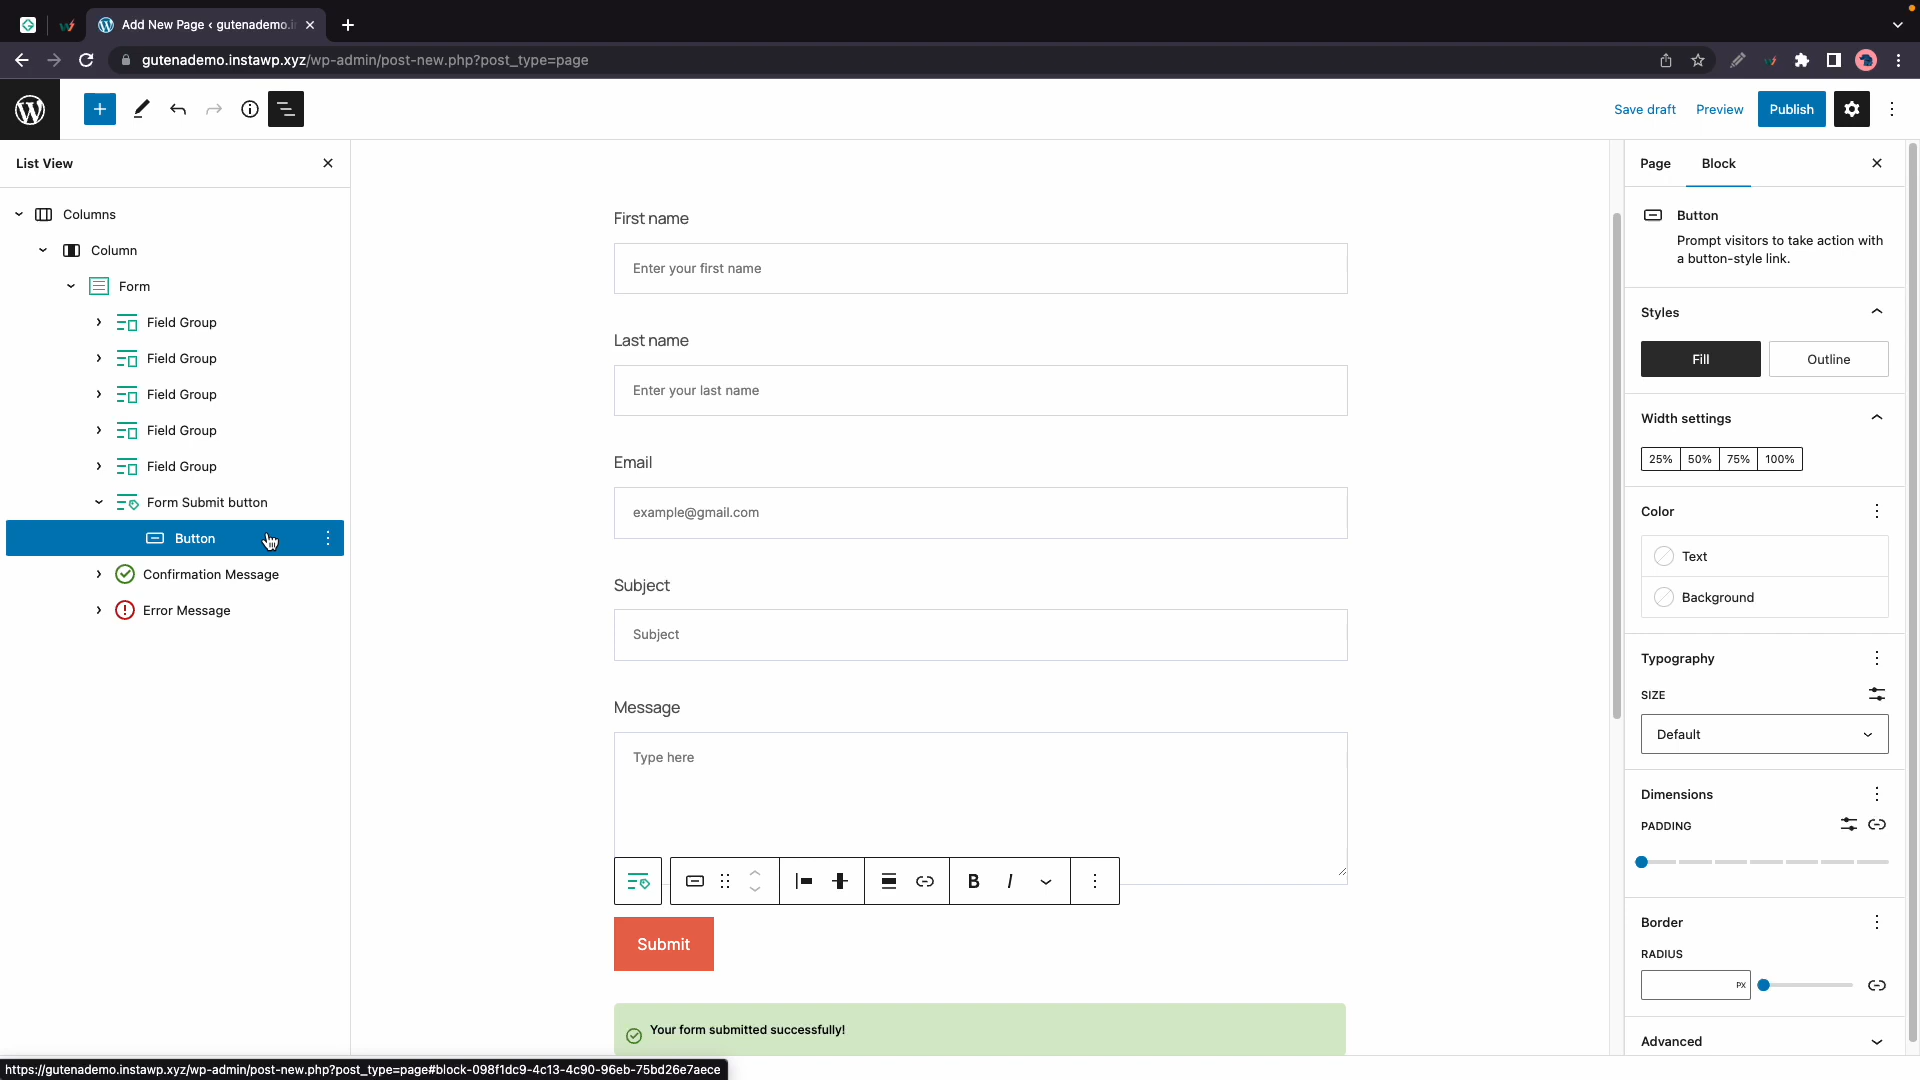 Add New Page ‹ gutenademo.i
gutenademo.instawp.xyz/wp-admin/post-new.php?post_type=page
Save draft
Preview
Publish
List View
Columns
Column
Form
Field Group
Field Group
Field Group
Field Group
Field Group
Form Submit button
Button
Confirmation Message
Error Message
First name
Enter your first name
Last name
Enter your last name
Email
example@gmail.com
Subject
Subject
Message
Type here
B I
Submit
Your form submitted successfully!
Page Block
Button
Prompt visitors to take action with
a button-style link.
Styles
Fill Outline
Width settings
25% 50% 75% 100%
Color
Text
Background
Typography
SIZE
Default
Dimensions
PADDING
Border
RADIUS
PX
Advanced
https://gutenademo.instawp.xyz/wp-admin/post-new.php?post_type=page#block-098f1dc9-4c13-4c90-96eb-75bd26e7aece